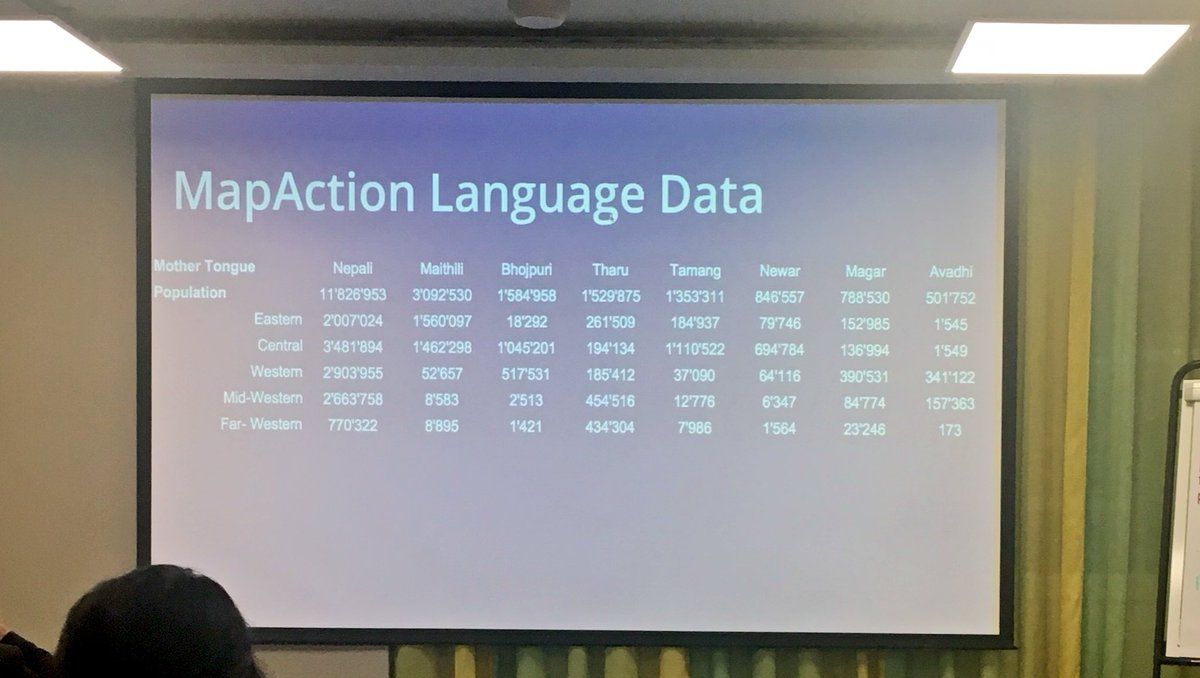 MapAction Language Data
Mother Tongue Nepali Maithili Bhojpuri Tharu Tamang Newar Magar Avadhi
Population 11'826'953 3'092'530 1'584'958 1'529'875 1'353'311 846'557 788'530 501'752
Eastern 2'007'024 1'560'097 18'292 261'509 184'937 79'746 152'985 1'545
Central 3'481'894 1'462'298 1'045'201 194'134 1'110'522 694'784 136'994 1'549
Western 2'903'955 52'657 517'531 185'412 37'090 64'116 390'531 341'122
Mid-Western 2'663'758 8'583 2'513 454'516 12'776 6'347 84'774 157'363
Far- Western 770'322 8'895 1'421 434'304 7'986 1'564 23'246 173